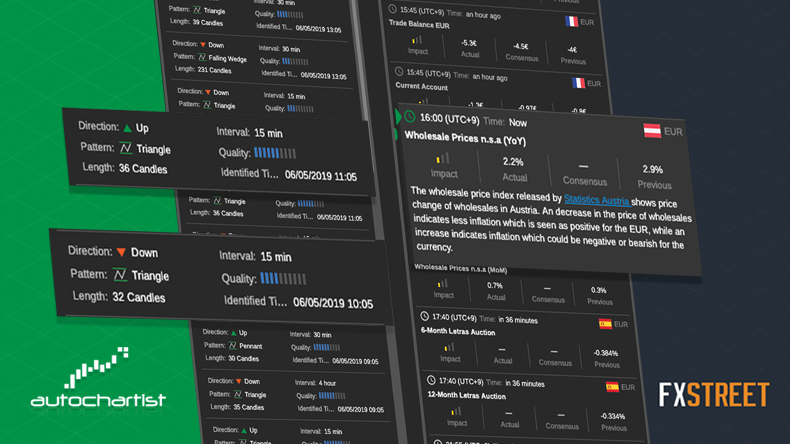 Interval: 30 min
Pattern: Triangle
Quality:
Length: 39 Candles
Identified Ti... 06/05/2019 13:05
Direction: Down
Interval: 30 min
Pattern: Falling Wedge
Quality:
Length: 231 Candles
Identified Ti... 06/05/2019 13:05
Direction: Down
Interval: 15 min
Pattern: Triangle
Quality:
Direction: Up
Interval: 15 min
Pattern: Triangle
Quality:
Length: 36 Candles
Identified Ti... 06/05/2019 11:05
Pattern: Triangle
Quality:
Length: 36 Candles
Identified Ti... 06/05/2019
Direction: Down
Interval: 15 min
Pattern: Triangle
Quality:
Length: 32 Candles
Identified Ti... 06/05/2019 10:05
Direction: Up
Interval: 30 min
Pattern: Pennant
Quality:
Length: 30 Candles
Identified Ti... 06/05/2019 09:05
Direction: Down
Interval: 4 hour
Pattern: Triangle
Quality:
Length: 35 Candles
Identified Ti... 06/05/2019 09:05
Direction: Up
Interval: 15 min
Pattern: Triangle
Quality:
Impact
Actual
Consensus
Previous
15:45 (UTC+9) Time: an hour ago
EUR
Trade Balance EUR
-5.3€
-4.5€
-4€
Impact
Actual
Consensus
Previous
15:45 (UTC+9) Time: an hour ago
EUR
Current Account
16:00 (UTC+9) Time: Now
EUR
Wholesale Prices n.s.a (YoY)
2.2%
—
2.9%
Impact
Actual
Consensus
Previous
The wholesale price index released by Statistics Austria shows price
change of wholesales in Austria. An decrease in the price of wholesales
indicates less inflation which is seen as positive for the EUR, while an
increase indicates inflation which could be negative or bearish for the
currency.
Wholesale Prices n.s.a (MoM)
0.7%
—
0.3%
Impact
Actual
Consensus
Previous
17:40 (UTC+9) Time: in 36 minutes
EUR
6-Month Letras Auction
—
—
-0.384%
Impact
Actual
Consensus
Previous
17:40 (UTC+9) Time: in 36 minutes
EUR
12-Month Letras Auction
—
—
-0.334%
Impact
Actual
Consensus
Previous
autochartist
FXSTREET